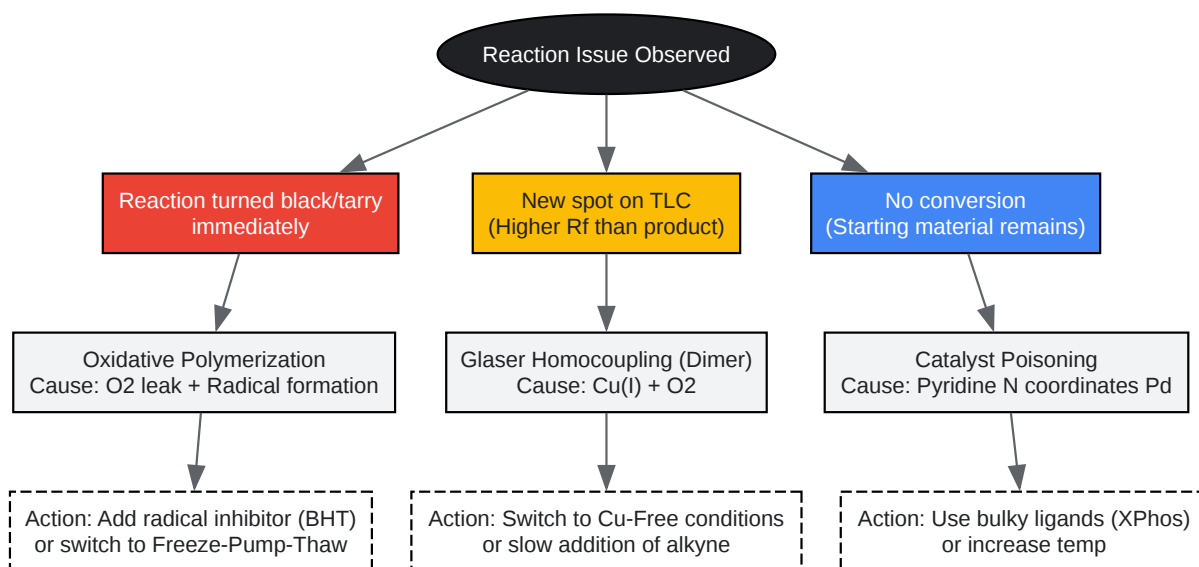 Reaction Issue Observed
Reaction turned black/tarry
immediately
New spot on TLC
(Higher Rf than product)
No conversion
(Starting material remains)
Oxidative Polymerization
Cause: O2 leak + Radical formation
Glaser Homocoupling (Dimer)
Cause: Cu(I) + O2
Catalyst Poisoning
Cause: Pyridine N coordinates Pd
Action: Add radical inhibitor (BHT)
or switch to Freeze-Pump-Thaw
Action: Switch to Cu-Free conditions
or slow addition of alkyne
Action: Use bulky ligands (XPhos)
or increase temp